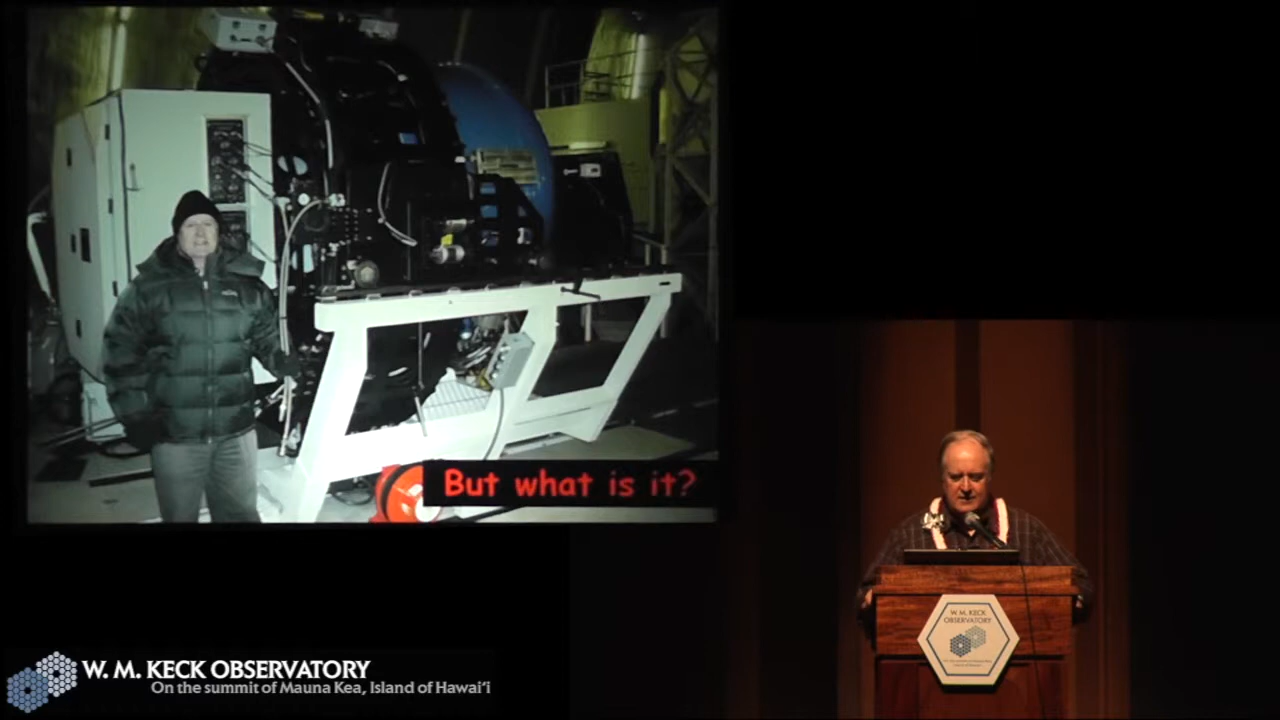 But what is it?
W. M. KECK
OBSERVATORY
W. M. KECK OBSERVATORY
On the summit of Mauna Kea, Island of Hawai‘i